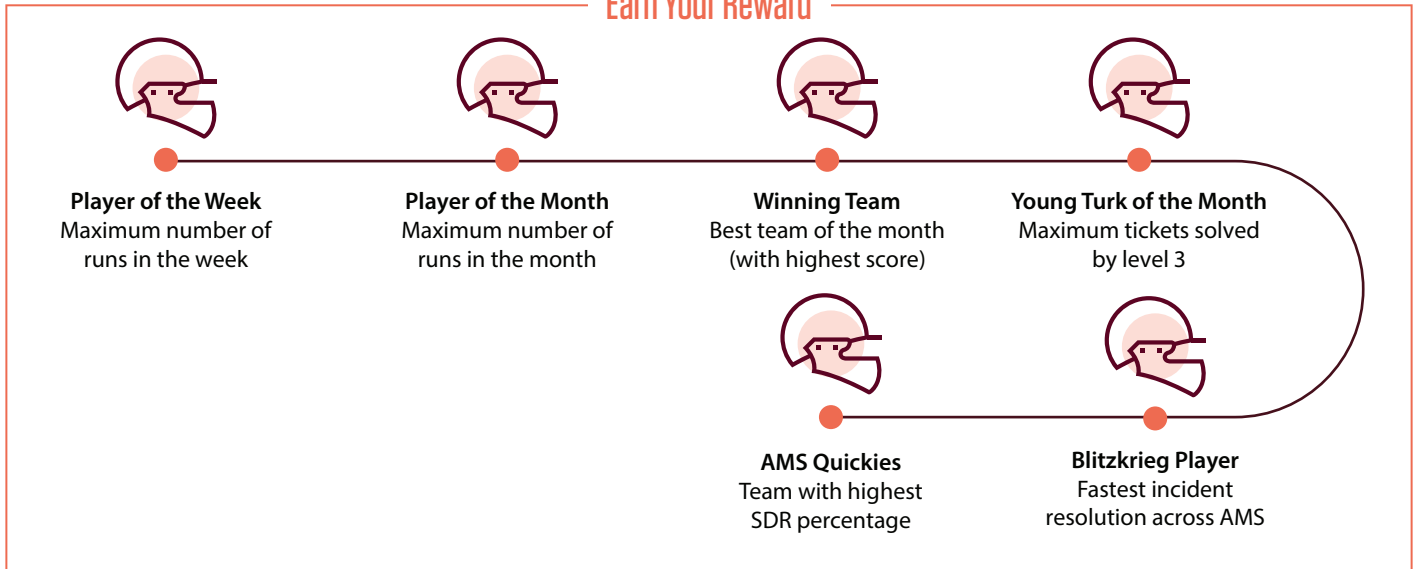 Earn Your Reward
Player of the Week
Maximum number of
runs in the week
Player of the Month
Maximum number of
runs in the month
Winning Team
Best team of the month
(with highest score)
Young Turk of the Month
Maximum tickets solved
by level 3
AMS Quickies
Team with highest
SDR percentage
Blitzkrieg Player
Fastest incident
resolution across AMS